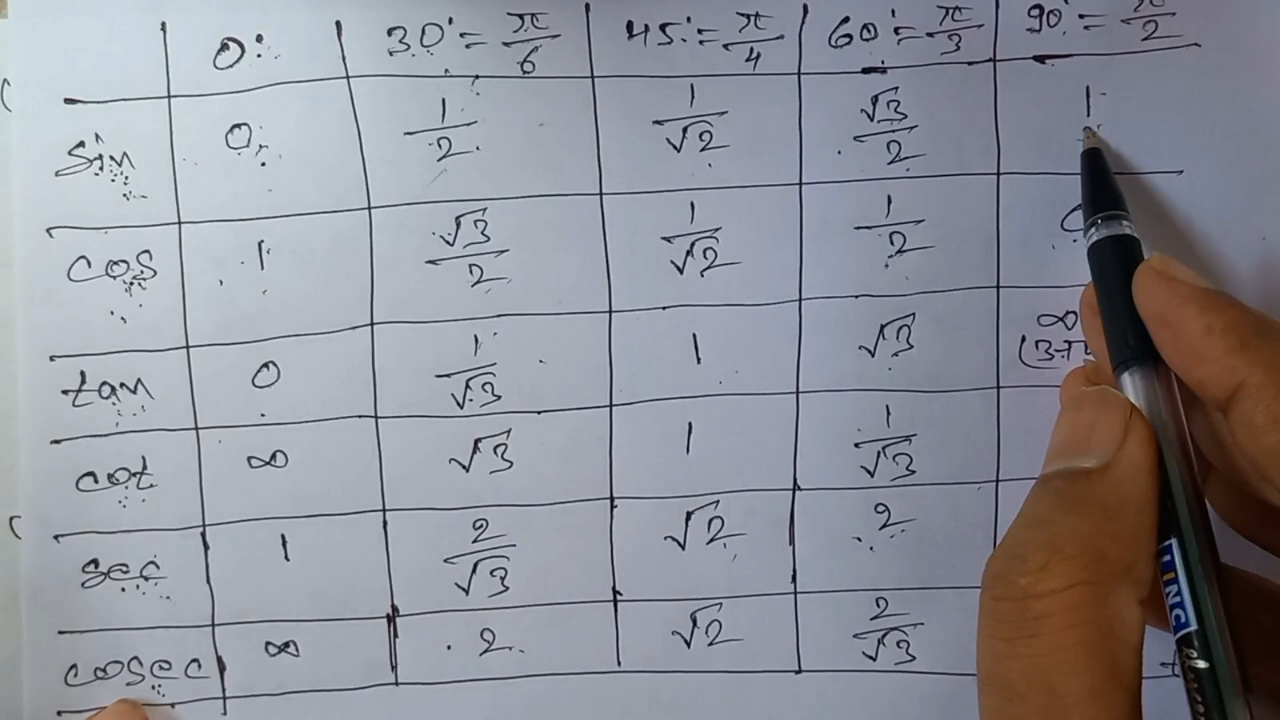 0° 30° = π/6 45° = π/4 60° = π/3 90° = π/2
sin 0 1/2 1/√2 √3/2 1
cos 1 √3/2 1/√2 1/2
tan 0 1/√3 1 √3 ∞
cot ∞ √3 1 1/√3
sec 1 2/√3 √2 2
cosec ∞ 2 √2 2/√3
LINC